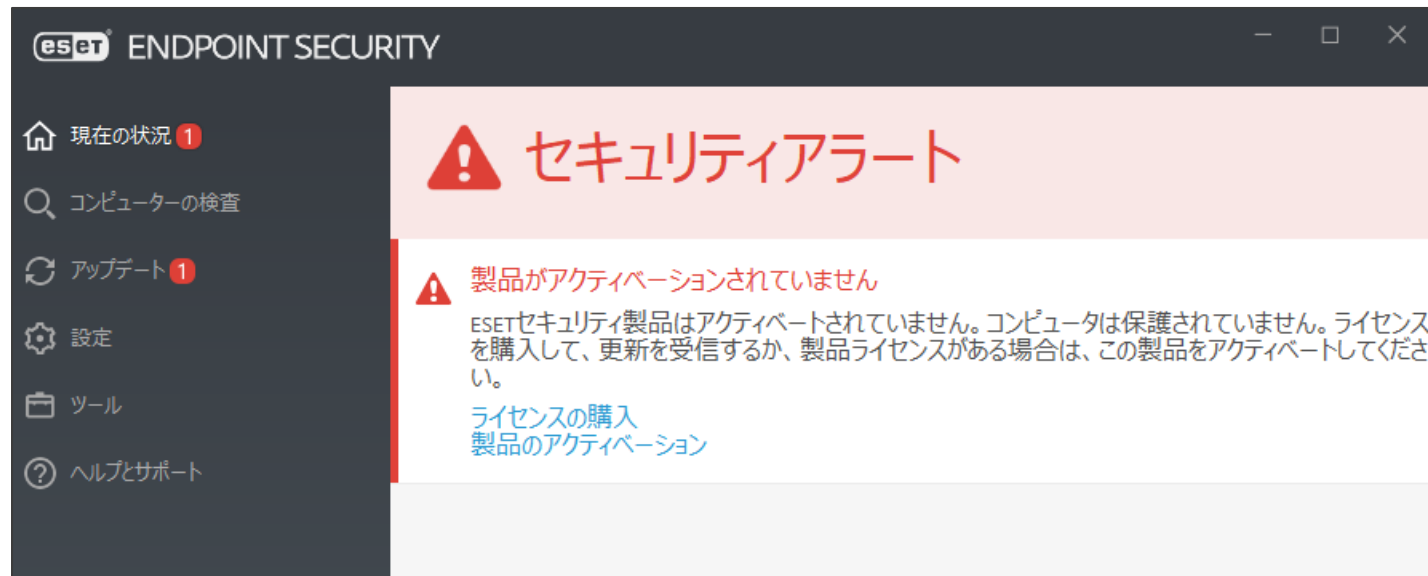 eset ENDPOINT SECURITY
現在の状況 1
コンピューターの検査
アップデート 1
設定
ツール
ヘルプとサポート
セキュリティアラート
製品がアクティベーションされていません
ESETセキュリティ製品はアクティベートされていません。コンピュータは保護されていません。ライセンス
を購入して、更新を受信するか、製品ライセンスがある場合は、この製品をアクティベートしてくださ
い。
ライセンスの購入
製品のアクティベーション